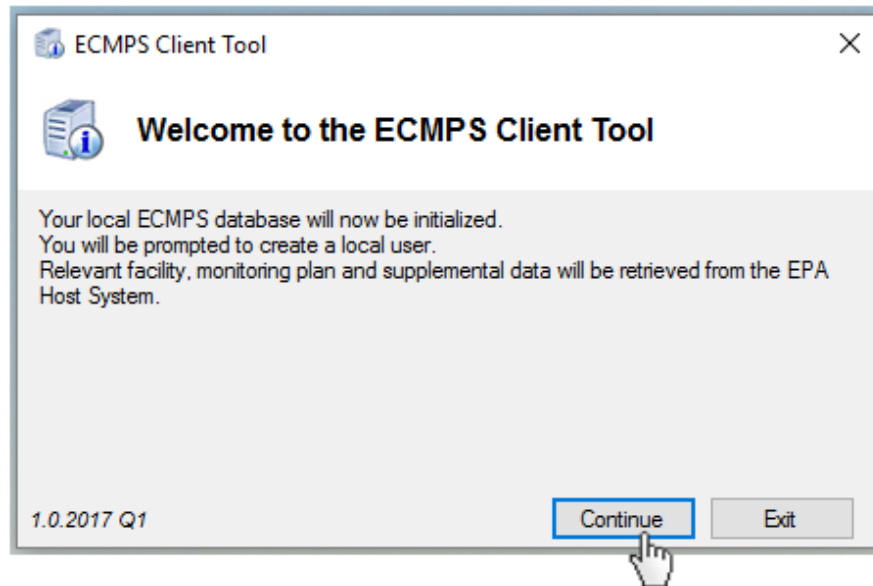 ECMPS Client Tool
Welcome to the ECMPS Client Tool
Your local ECMPS database will now be initialized.
You will be prompted to create a local user.
Relevant facility, monitoring plan and supplemental data will be retrieved from the EPA
Host System.
1.0.2017 Q1
Continue
Exit